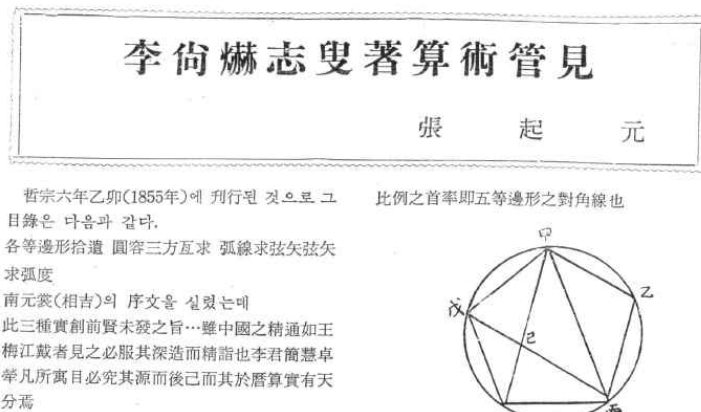 李尙爀志叟著算術管見
張 起 元
哲宗六年乙卯(1855年)에 刊行된 것으로 그
目錄은 다음과 같다.
各等邊形拾遺 圓容三方互求 弧線求弦矢弦矢
求弧度
南元裳(相吉)의 序文을 실렸는데
此三種實創前賢未發之旨…雖中國之精通如王
梅江戴者見之必服其深造而精詣也李君簡慧卓
犖凡所寓目必究其源而後己而其於曆算實有天
分焉
比例之首率即五等邊形之對角線也
甲
乙
戊
己